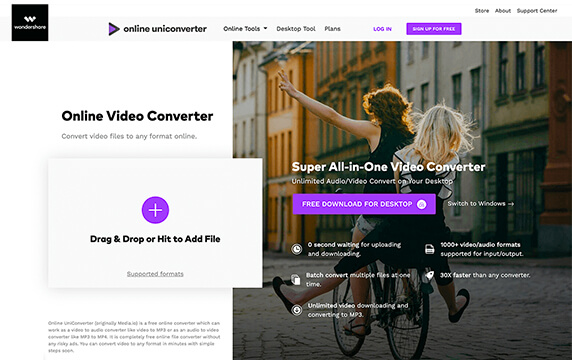 Store About Support Center
wondershare
online uniconverter Online Tools Desktop Tool Plans LOG IN SIGN UP FOR FREE
Online Video Converter
Convert video files to any format online.
Drag & Drop or Hit to Add File
Supported formats
Online UniConverter (originally Media.io) is a free online converter which can
work as a video to audio converter like video to MP3 or as an audio to video
converter like MP3 to MP4. It is completely free online file converter without
any risky ads. You can convert video to any format in minutes with simple
steps soon.
Super All-in-One Video Converter
Unlimited Audio/Video Convert on Your Desktop
FREE DOWNLOAD FOR DESKTOP Switch to Windows →
0 second waiting for uploading
and downloading.
1000+ video/audio formats
supported for input/output.
Batch convert multiple files at one
time.
30X faster than any converter.
Unlimited video downloading and
converting to MP3.